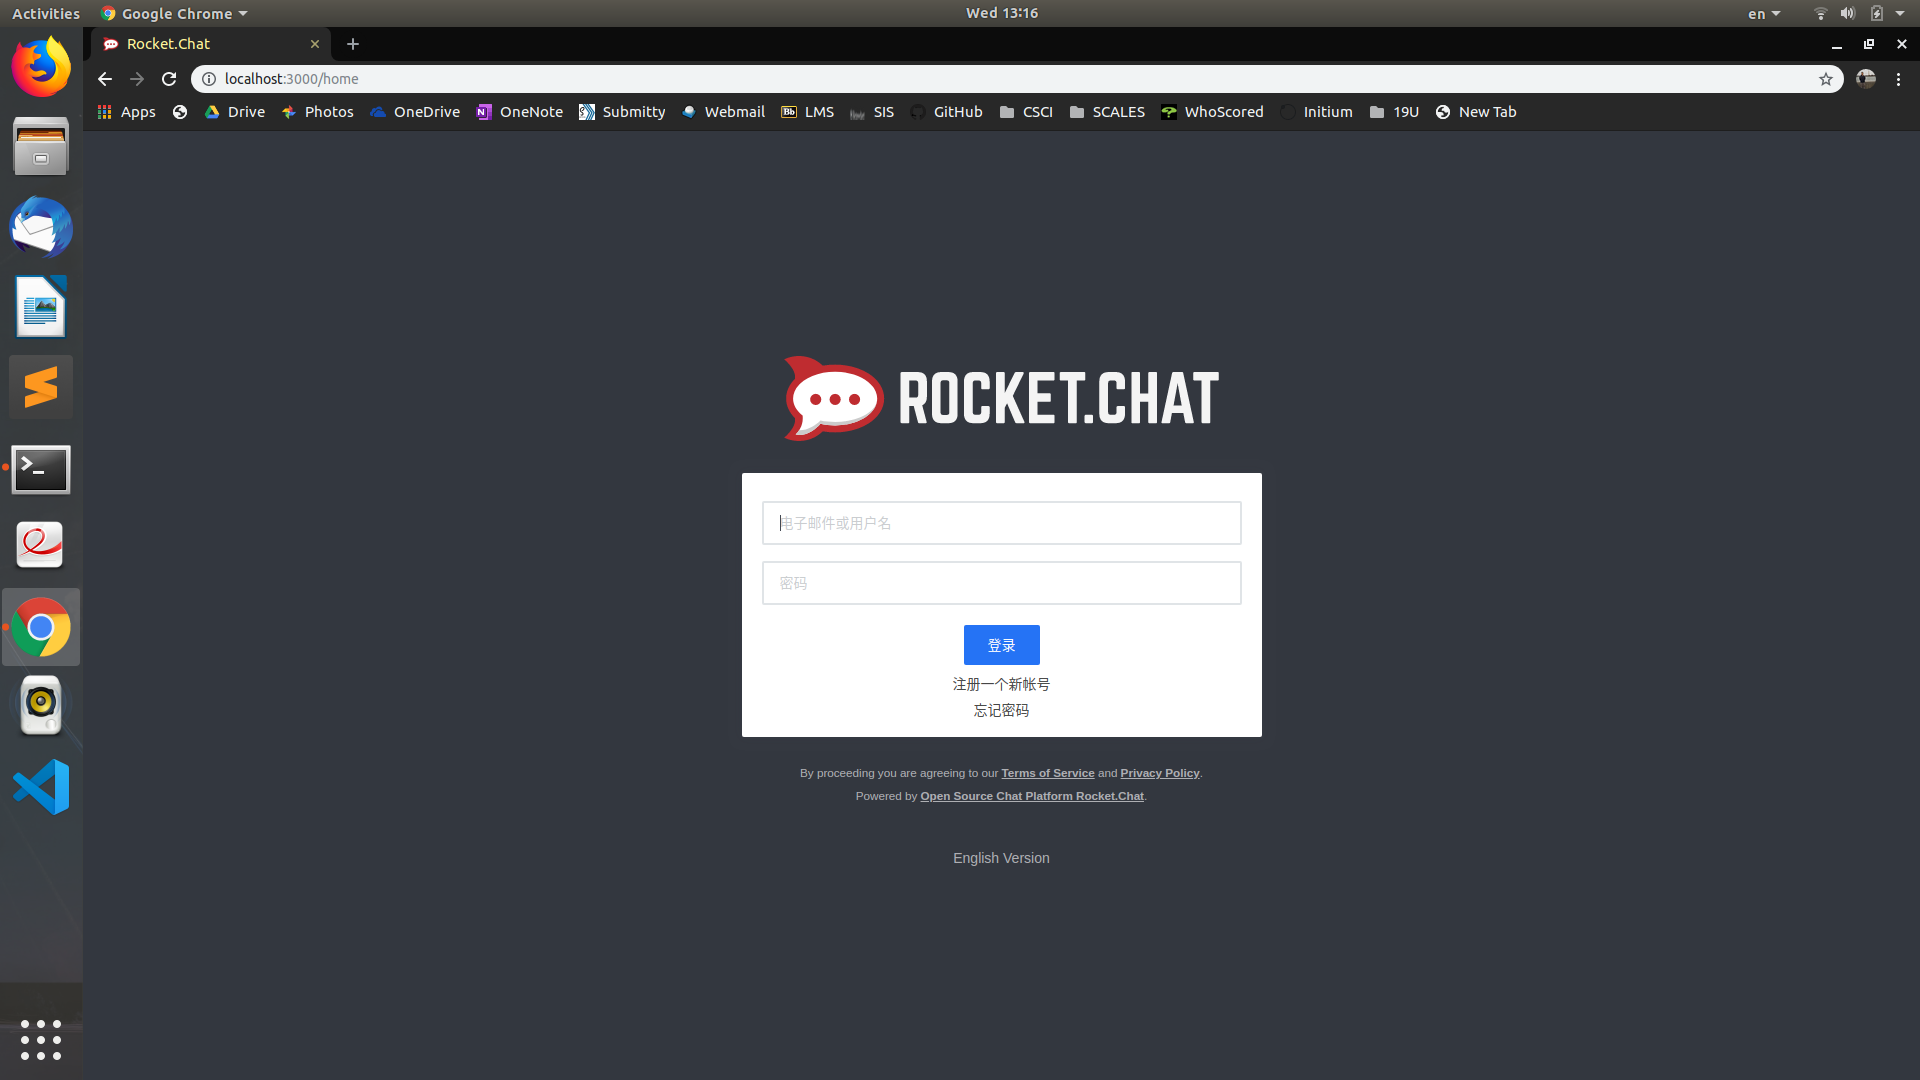 Activities Google Chrome Wed 13:16 en
Rocket.Chat
localhost:3000/home
Apps Drive Photos OneDrive OneNote Submitty Webmail LMS SIS GitHub CSCI SCALES WhoScored Initium 19U New Tab
ROCKET.CHAT
电子邮件或用户名
密码
登录
注册一个新帐号
忘记密码
By proceeding you are agreeing to our Terms of Service and Privacy Policy.
Powered by Open Source Chat Platform Rocket.Chat.
English Version